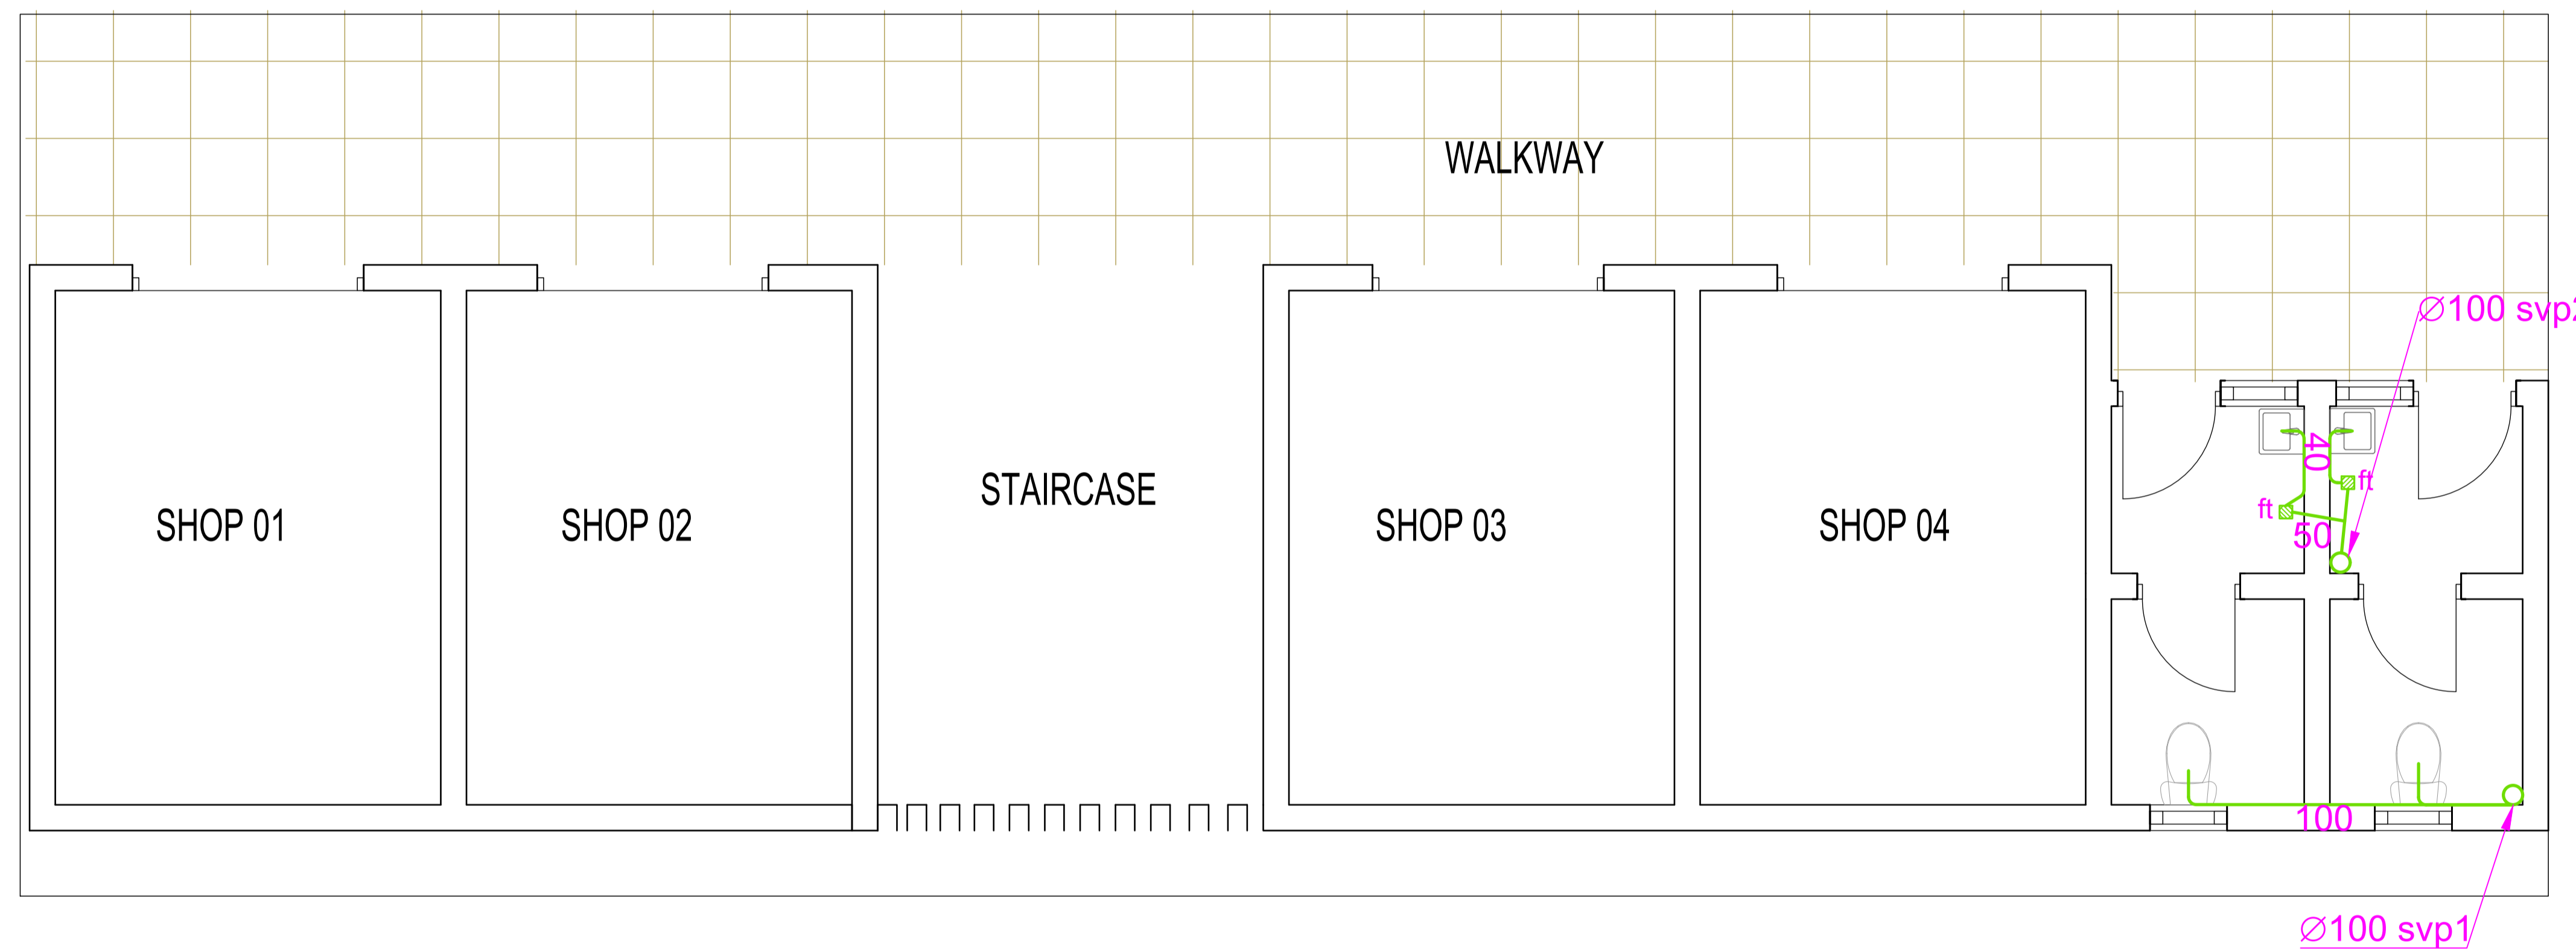 WALKWAY
Ø100 svp2
40
ft
STAIRCASE
ft
SHOP 01
SHOP 02
SHOP 03
SHOP 04
50
100
Ø100 svp1